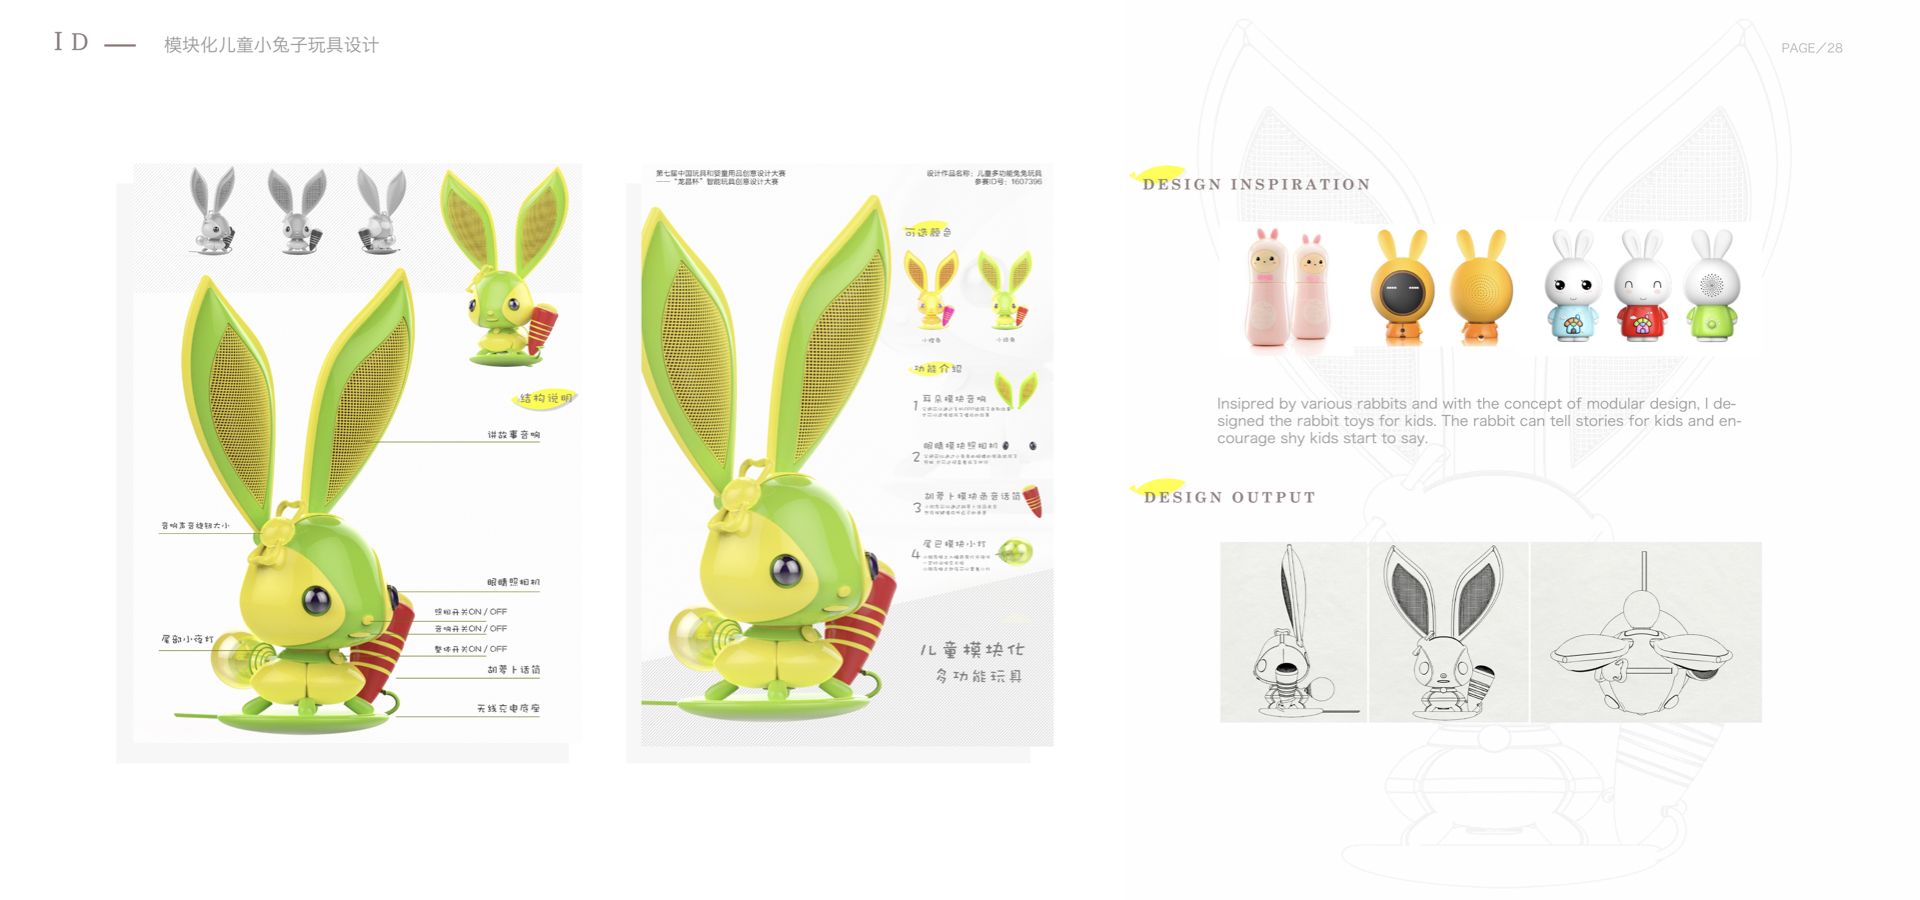 ID — 模块化儿童小兔子玩具设计
PAGE/28
结构说明
讲故事音响
音响声音旋钮大小
眼睛照相机
照相开关ON / OFF
音响开关ON / OFF
整体开关ON / OFF
尾部小夜灯
胡萝卜话筒
无线充电底座
第七届中国玩具和婴童用品创意设计大赛
——“龙昌杯”智能玩具创意设计大赛
设计作品名称：儿童多功能兔兔玩具
参赛ID号：1607396
可选颜色
小橙兔
小绿兔
功能介绍
1 耳朵模块音响
2 眼睛模块照相机
3 胡萝卜模块录音话筒
4 尾巴模块小灯
儿童模块化
多功能玩具
DESIGN INSPIRATION
Insipred by various rabbits and with the concept of modular design, I de-
signed the rabbit toys for kids. The rabbit can tell stories for kids and en-
courage shy kids start to say.
DESIGN OUTPUT